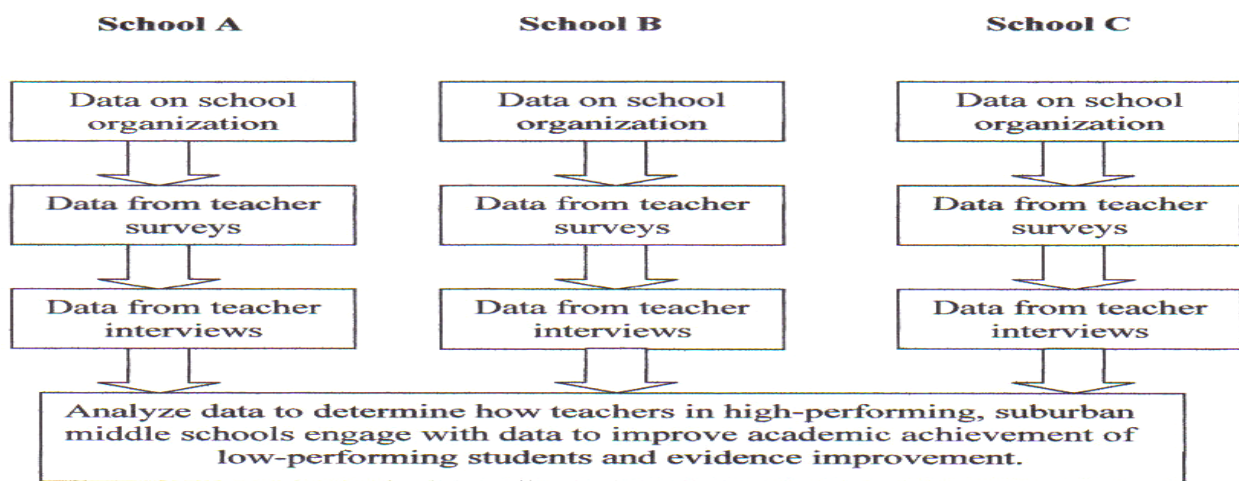 School A
School B
School C
Data on school
organization
Data on school
organization
Data on school
organization
Data from teacher
surveys
Data from teacher
surveys
Data from teacher
surveys
Data from teacher
interviews
Data from teacher
interviews
Data from teacher
interviews
Analyze data to determine how teachers in high-performing, suburban
middle schools engage with data to improve academic achievement of
low-performing students and evidence improvement.